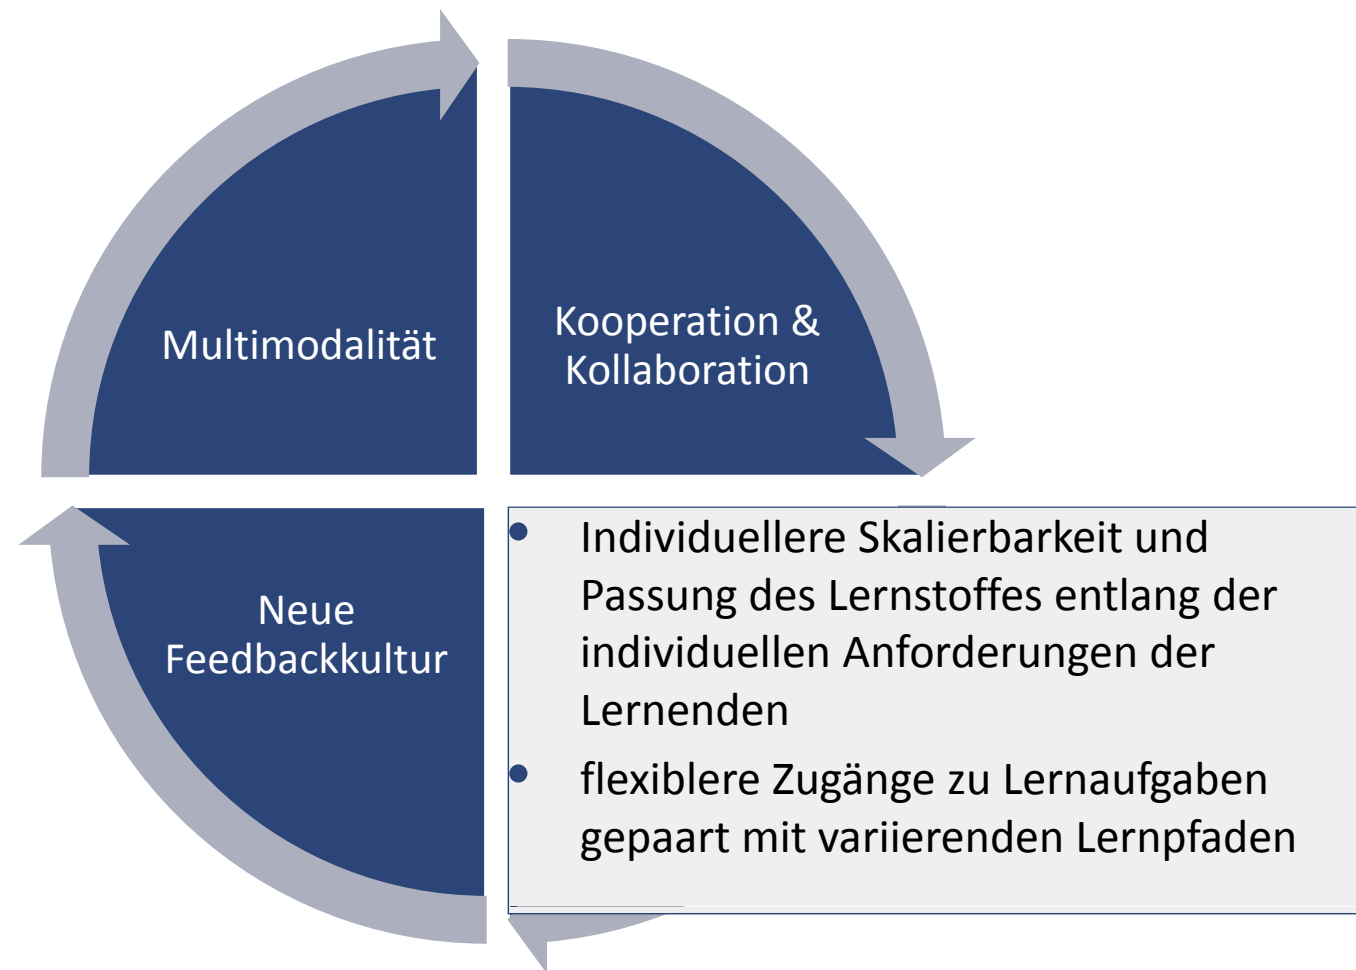 Multimodalität
Kooperation &
Kollaboration
Neue
Feedbackkultur
• Individuellere Skalierbarkeit und
Passung des Lernstoffes entlang der
individuellen Anforderungen der
Lernenden
• flexiblere Zugänge zu Lernaufgaben
gepaart mit variierenden Lernpfaden